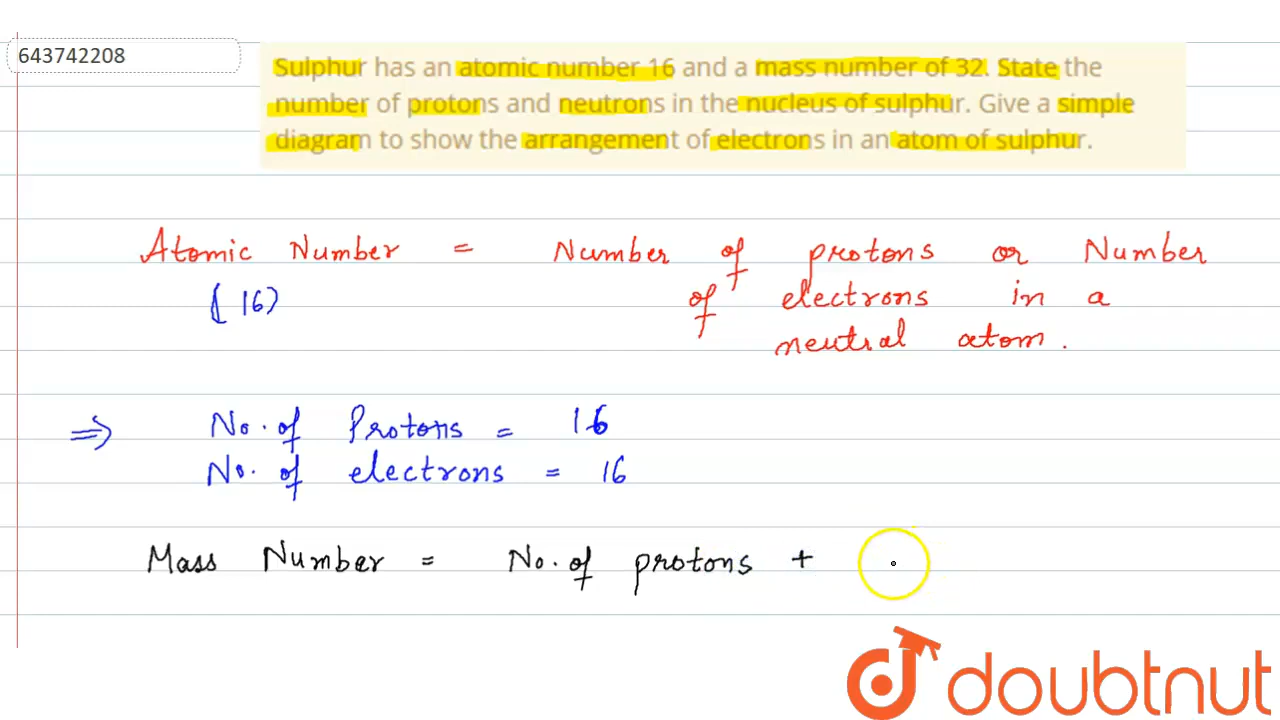 643742208
Sulphur has an atomic number 16 and a mass number of 32. State the
number of protons and neutrons in the nucleus of sulphur. Give a simple
diagram to show the arrangement of electrons in an atom of sulphur.
Atomic Number = Number of protons or Number
(16) of electrons in a
neutral atom.
⇒ No. of Protons = 16
No. of electrons = 16
Mass Number = No. of protons +
doubtnut